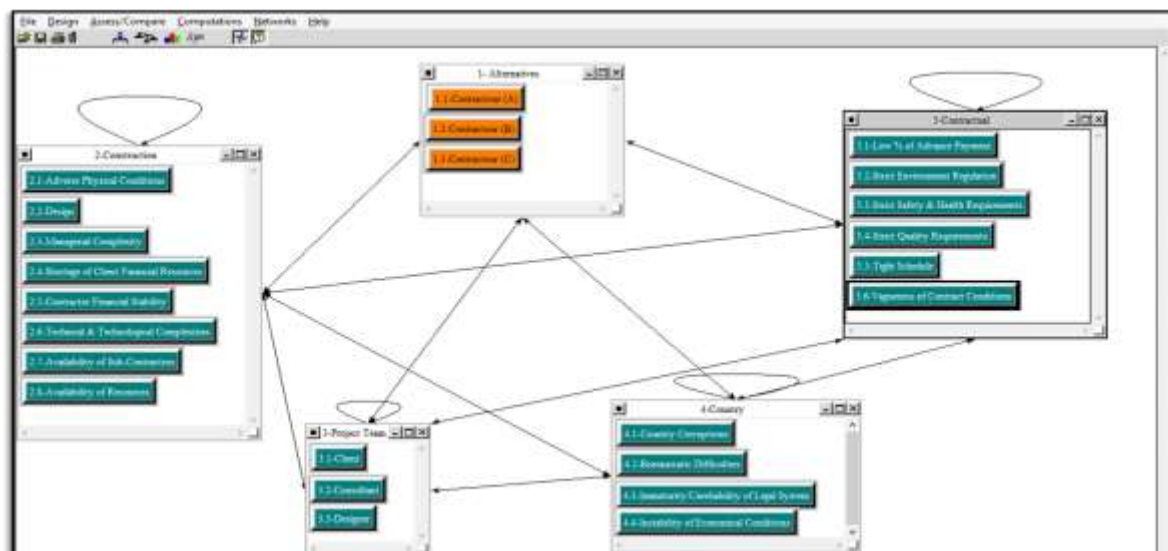 File Design Assess/Compare Computations Networks Help
1- Alternatives
1.1-Contractor (A)
1.2-Contractor (B)
1.3-Contractor (C)
2-Construction
2.1-Adverse Physical Conditions
2.2-Design
2.3-Managerial Complexity
2.4-Shortage of Client Financial Resources
2.5-Contractor Financial Stability
2.6-Technical & Technological Complexities
2.7-Availability of Sub-Contractors
2.8-Availability of Resources
5-Contractual
5.1-Low % of Advance Payment
5.2-Strict Environment Regulation
5.3-Strict Safety & Health Requirements
5.4-Strict Quality Requirements
5.5-Tight Schedule
5.6-Vagueness of Contract Conditions
3-Project Team
3.1-Client
3.2-Consultant
3.3-Designer
4-Country
4.1-Country Corruptions
4.2-Bureaucratic Difficulties
4.3-Immaturity/Unreliability of Legal System
4.4-Instability of Economical Conditions